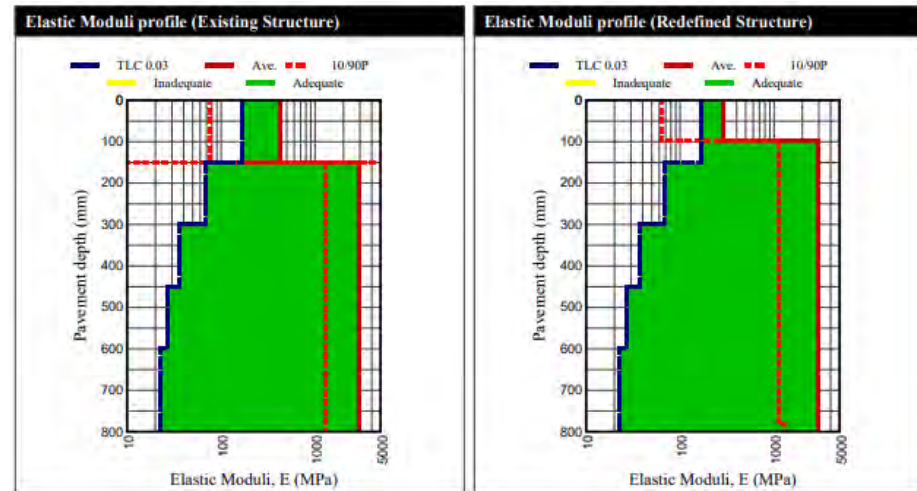 Elastic Moduli profile (Existing Structure)
TLC 0.03 Ave. 10/90P
Inadequate Adequate
0
100
200
300
400
500
600
700
800
Pavement depth (mm)
10 100 1000 5000
Elastic Moduli, E (MPa)
Elastic Moduli profile (Redefined Structure)
TLC 0.03 Ave. 10/90P
Inadequate Adequate
0
100
200
300
400
500
600
700
800
Pavement depth (mm)
10 100 1000 5000
Elastic Moduli, E (MPa)